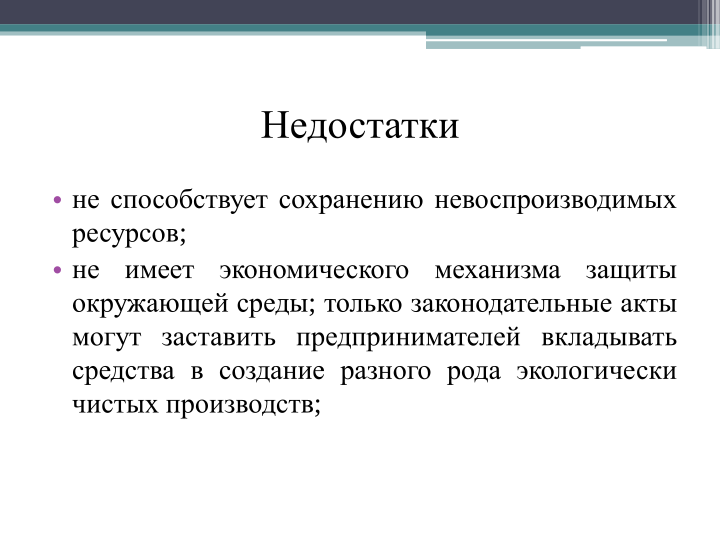 Недостатки
• не способствует сохранению невоспроизводимых
ресурсов;
• не имеет экономического механизма защиты
окружающей среды; только законодательные акты
могут заставить предпринимателей вкладывать
средства в создание разного рода экологически
чистых производств;